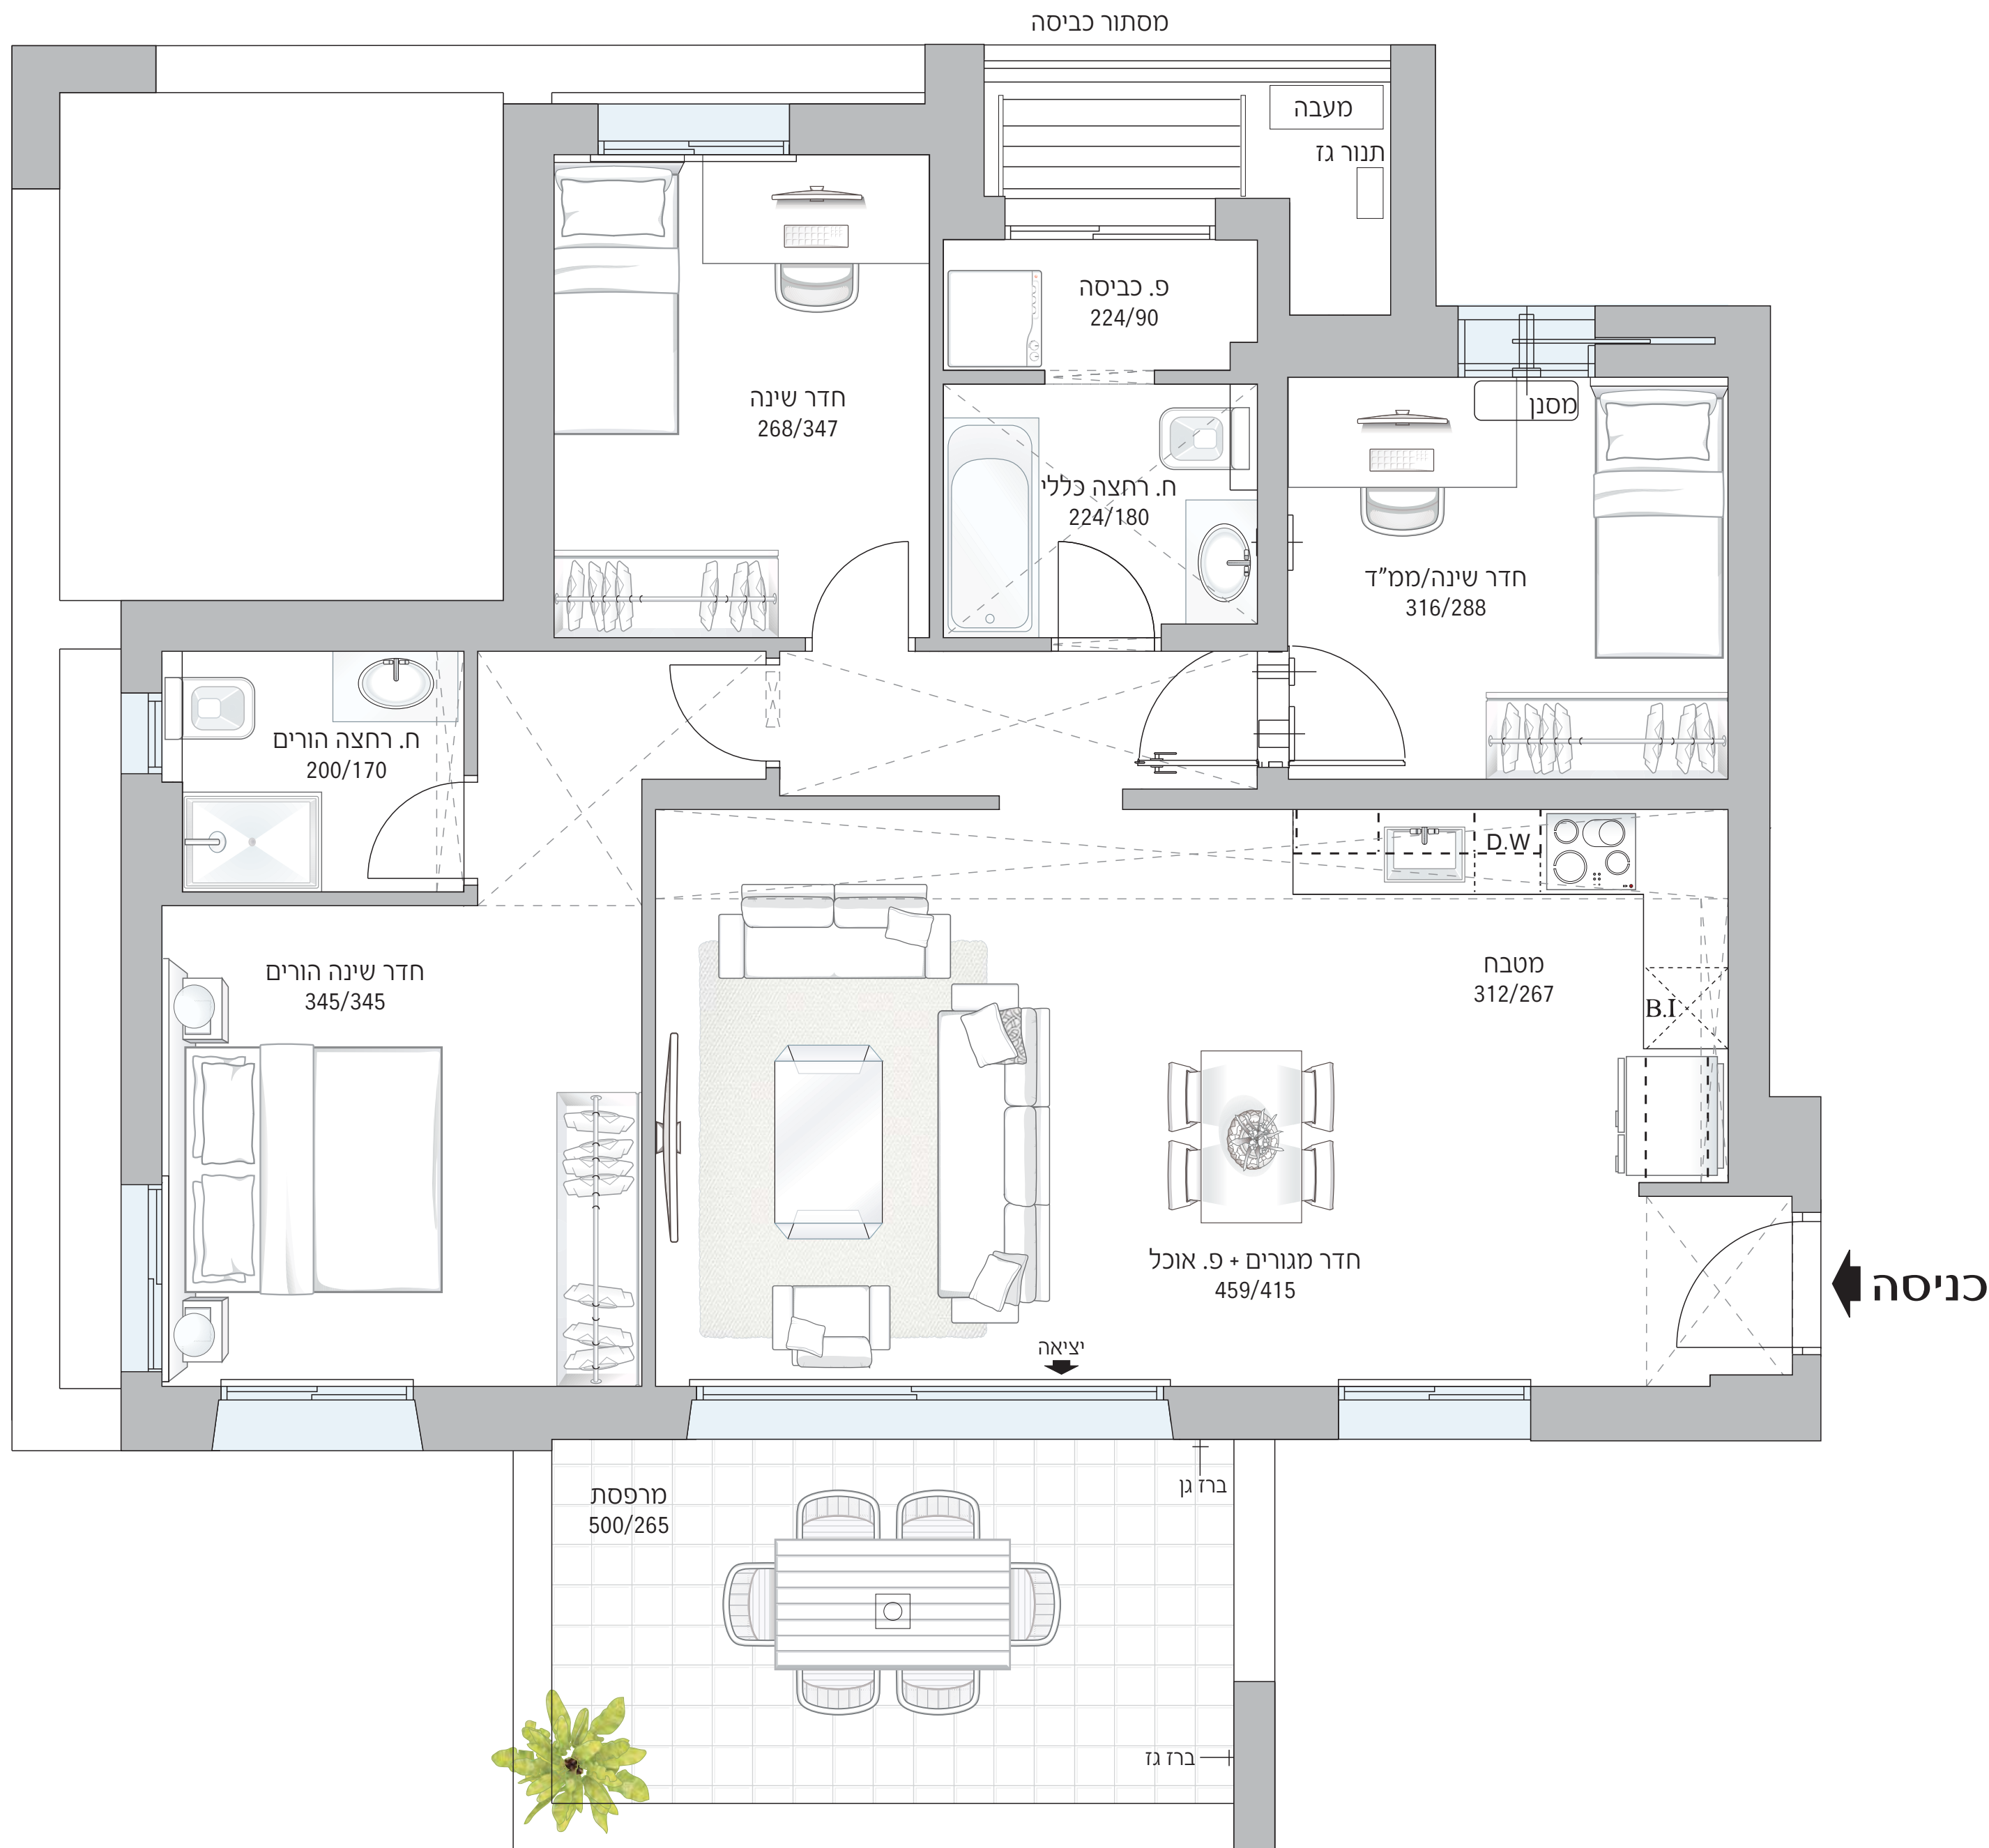 מסתור כביסה
מעבה
תנור גז
פ. כביסה
224/90
חדר שינה
268/347
מסנן
ח. רחצה כללי
224/180
חדר שינה/ממ"ד
316/288
ח. רחצה הורים
200/170
D.W
חדר שינה הורים
345/345
מטבח
312/267
B.I
חדר מגורים + פ. אוכל
459/415
כניסה
יציאה
ברז גן
מרפסת
500/265
ברז גז